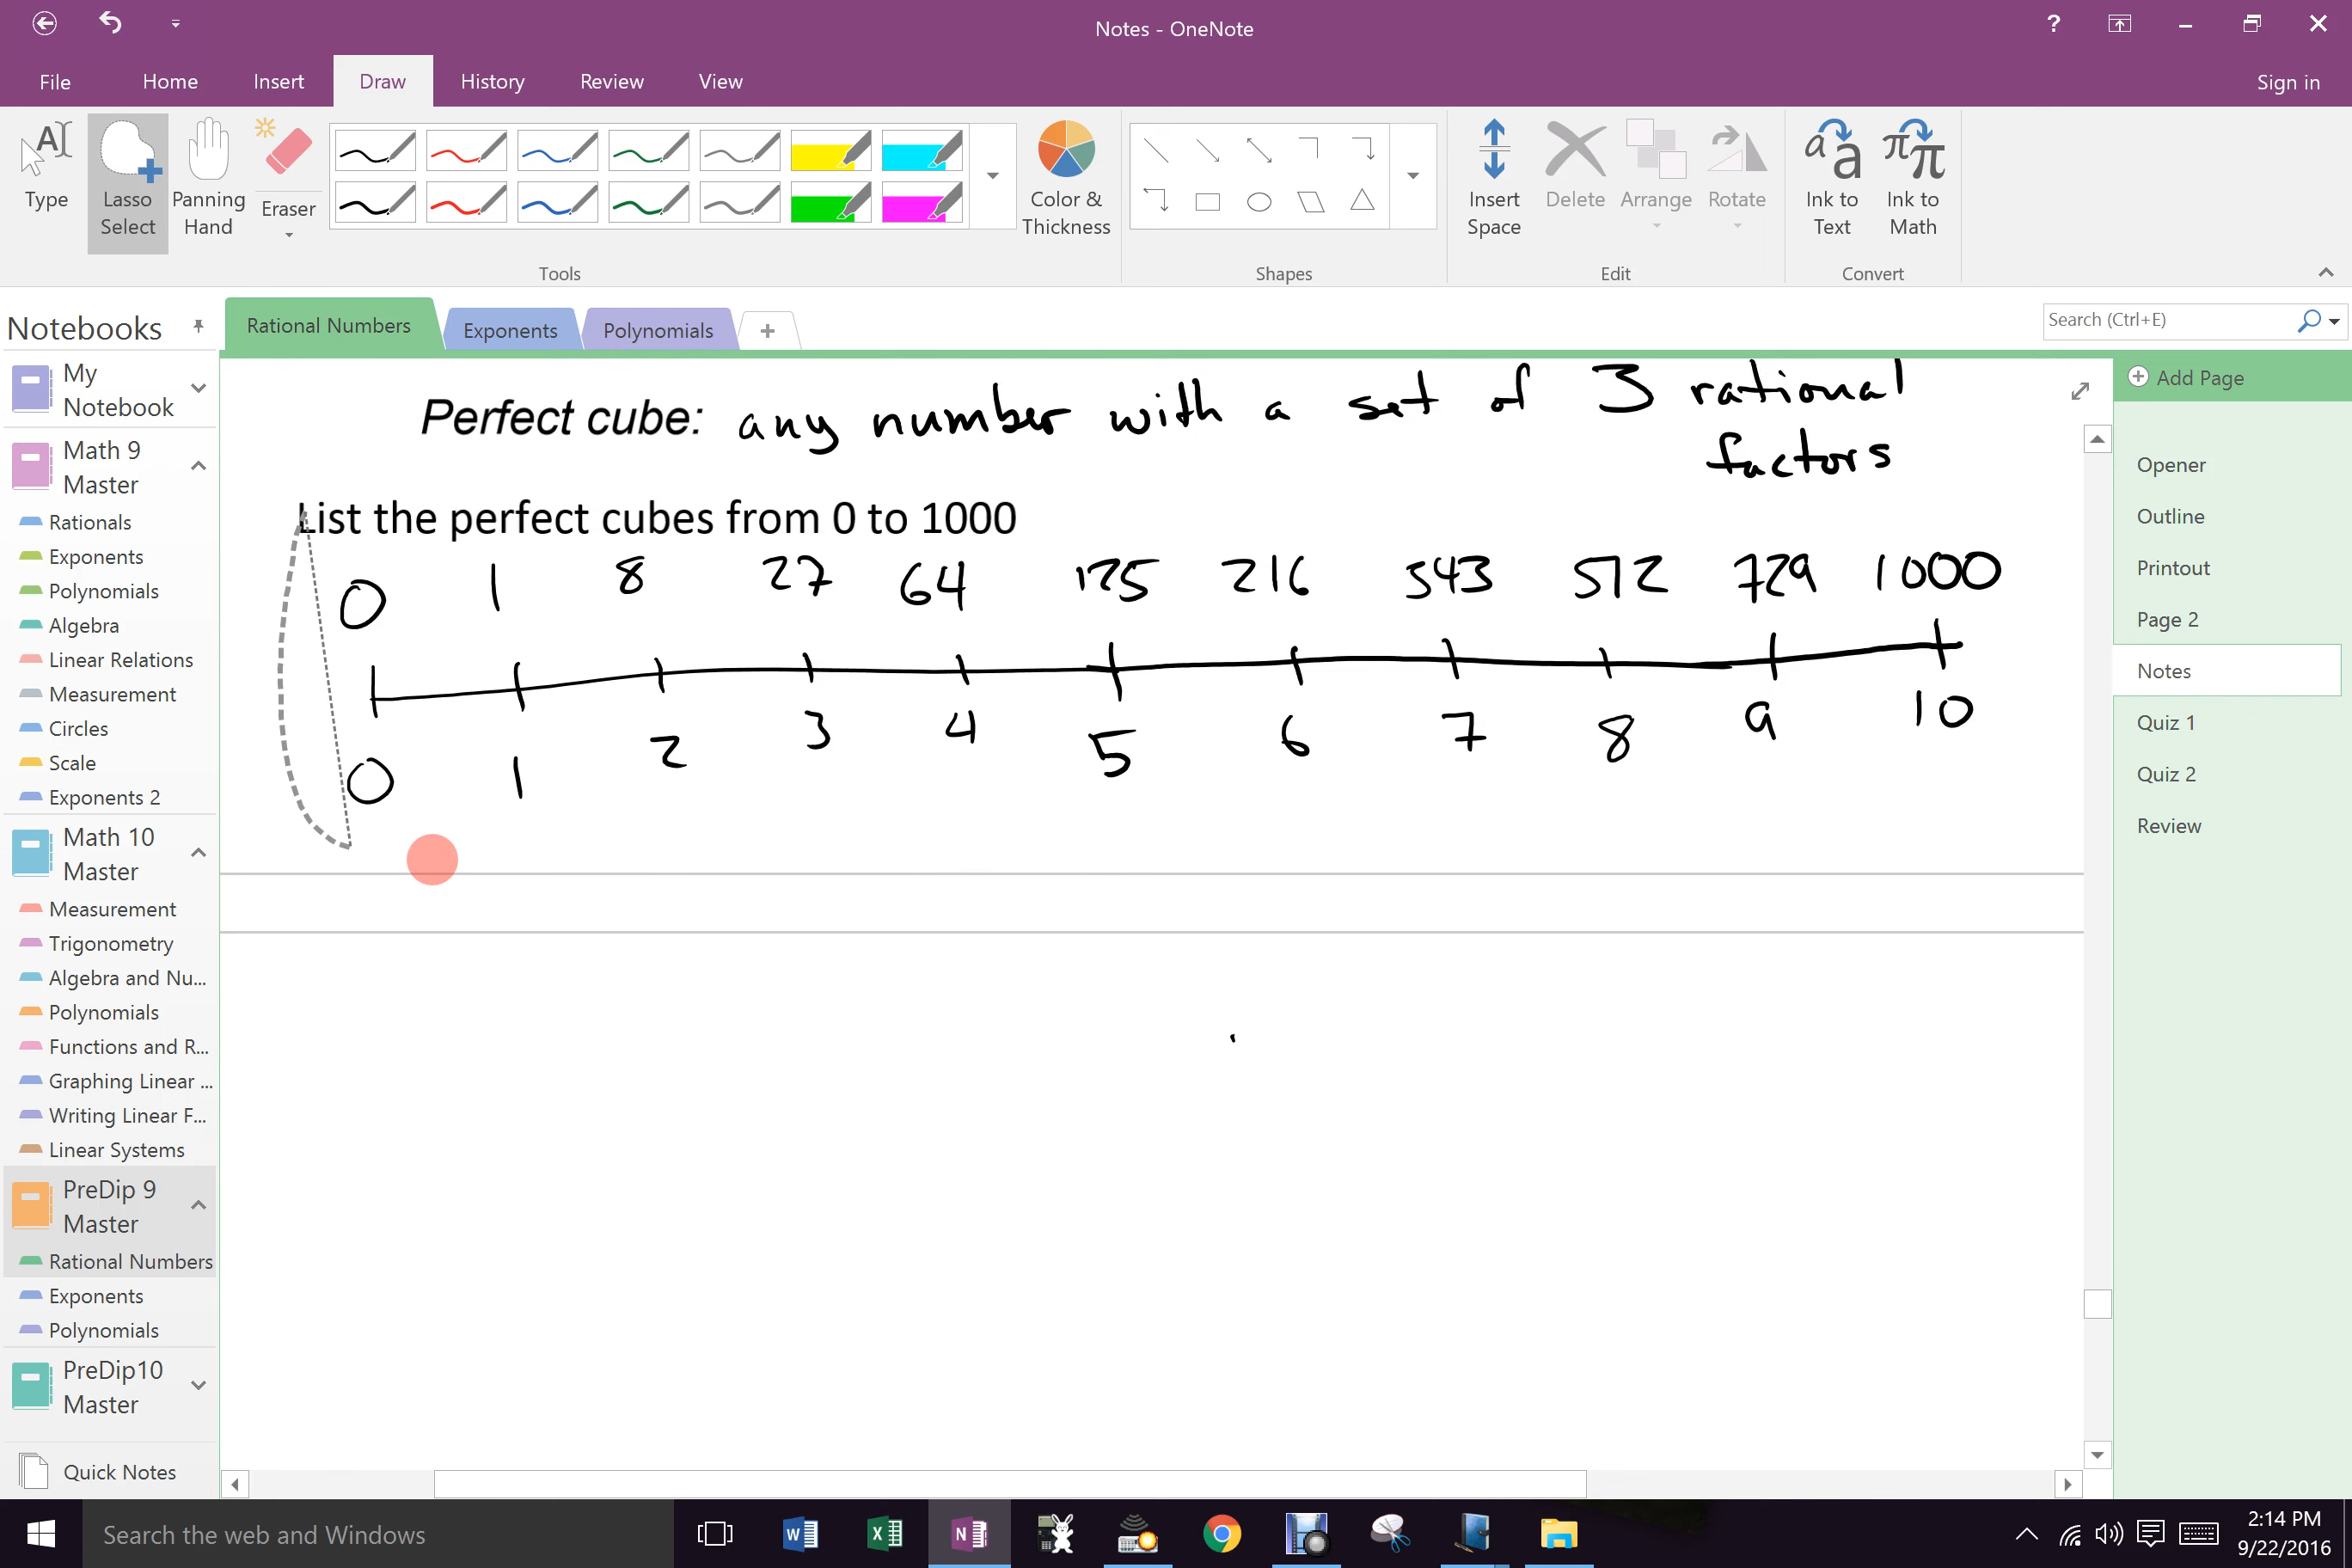 Notes - OneNote
File Home Insert Draw History Review View Sign in
Type
Lasso Select
Panning Hand
Eraser
Color & Thickness
Insert Space
Delete
Arrange
Rotate
Ink to Text
Ink to Math
Tools Shapes Edit Convert
Notebooks
Rational Numbers Exponents Polynomials
Search (Ctrl+E)
My Notebook
Math 9 Master
Rationals
Exponents
Polynomials
Algebra
Linear Relations
Measurement
Circles
Scale
Exponents 2
Math 10 Master
Measurement
Trigonometry
Algebra and Nu...
Polynomials
Functions and R...
Graphing Linear ...
Writing Linear F...
Linear Systems
PreDip 9 Master
Rational Numbers
Exponents
Polynomials
PreDip10 Master
Quick Notes
Perfect cube: any number with a set of 3 rational
factors
List the perfect cubes from 0 to 1000
0 1 8 27 64 125 216 343 512 729 1000
0 1 2 3 4 5 6 7 8 9 10
Add Page
Opener
Outline
Printout
Page 2
Notes
Quiz 1
Quiz 2
Review
Search the web and Windows
2:14 PM
9/22/2016